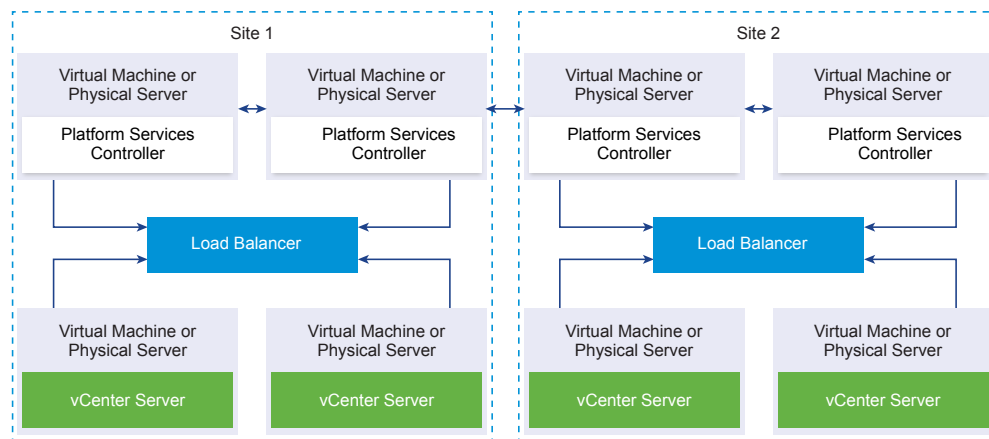 Site 1
Site 2
Virtual Machine or
Physical Server
Virtual Machine or
Physical Server
Virtual Machine or
Physical Server
Virtual Machine or
Physical Server
Platform Services
Controller
Platform Services
Controller
Platform Services
Controller
Platform Services
Controller
Load Balancer
Load Balancer
Virtual Machine or
Physical Server
Virtual Machine or
Physical Server
Virtual Machine or
Physical Server
Virtual Machine or
Physical Server
vCenter Server
vCenter Server
vCenter Server
vCenter Server